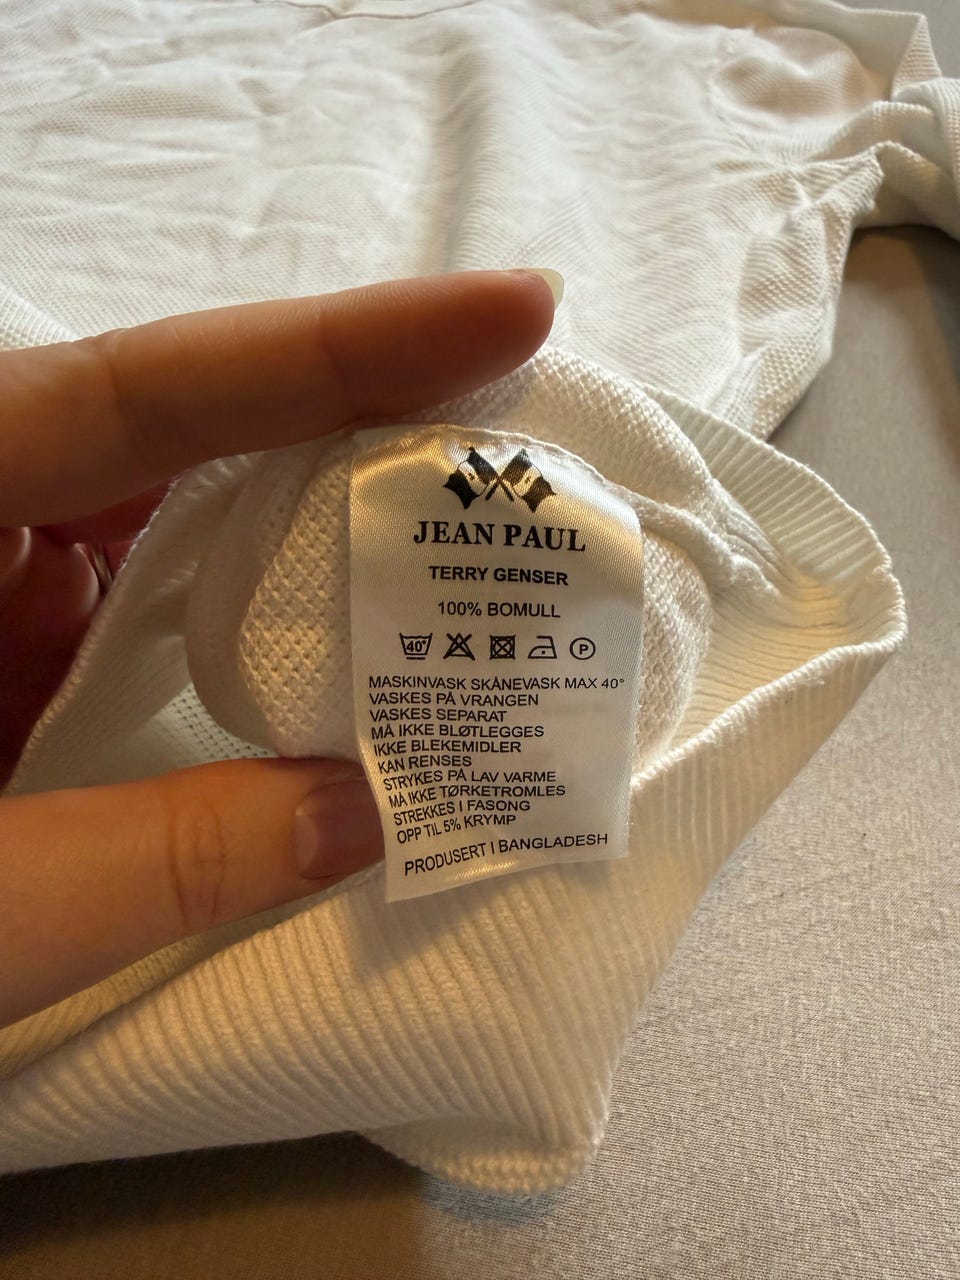 JEAN PAUL
TERRY GENSER
100% BOMULL
40° P
MASKINVASK SKÅNEVASK MAX 40°
VASKES PÅ VRANGEN
VASKES SEPARAT
MÅ IKKE BLØTLEGGES
IKKE BLEKEMIDLER
KAN RENSES
STRYKES PÅ LAV VARME
MÅ IKKE TØRKETROMLES
STREKKES I FASONG
OPP TIL 5% KRYMP
PRODUSERT I BANGLADESH